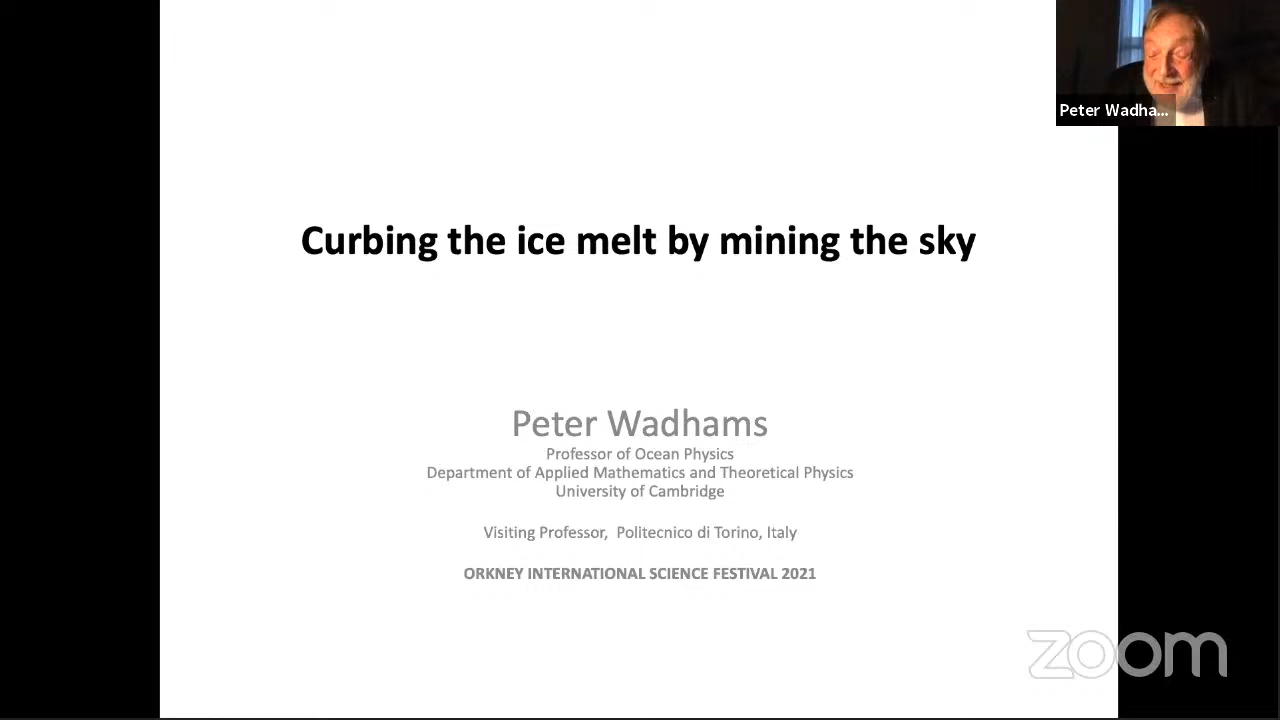 Peter Wadha...
Curbing the ice melt by mining the sky
Peter Wadhams
Professor of Ocean Physics
Department of Applied Mathematics and Theoretical Physics
University of Cambridge
Visiting Professor, Politecnico di Torino, Italy
ORKNEY INTERNATIONAL SCIENCE FESTIVAL 2021
zoom